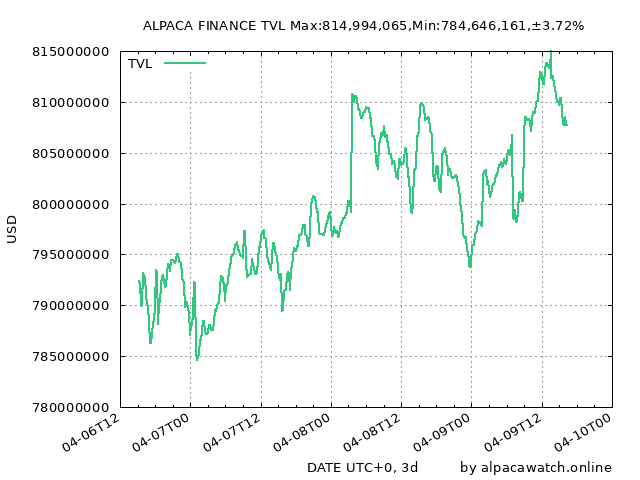 ALPACA FINANCE TVL Max:814,994,065,Min:784,646,161,±3.72%
TVL
815000000
810000000
805000000
800000000
795000000
790000000
785000000
780000000
USD
04-06T12
04-07T00
04-07T12
04-08T00
04-08T12
04-09T00
04-09T12
04-10T00
DATE UTC+0, 3d
by alpacawatch.online